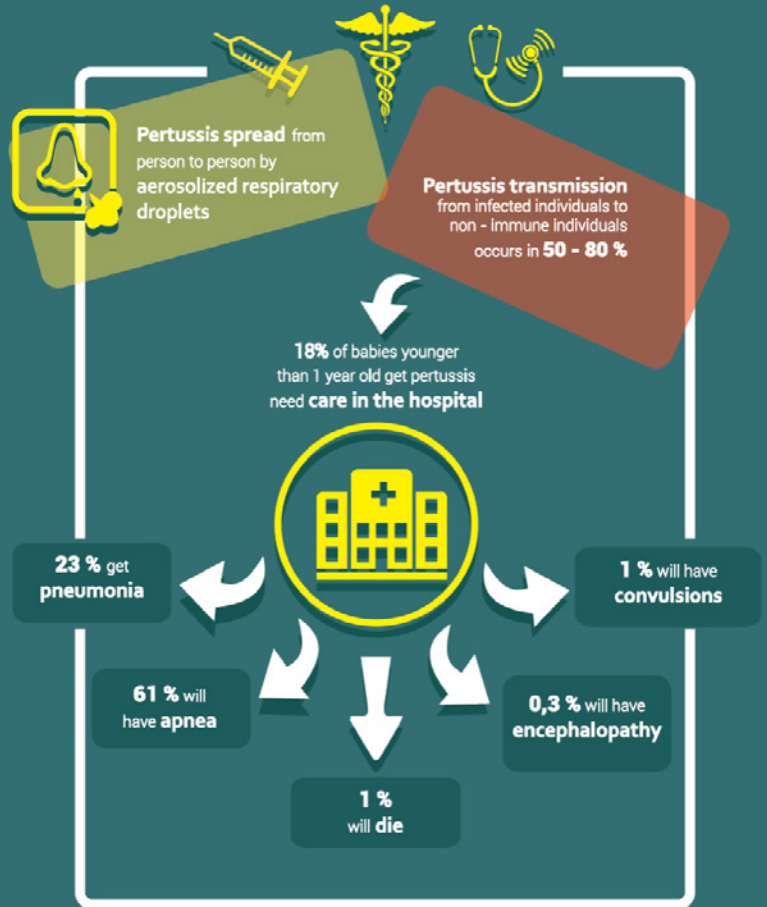 Pertussis spread from
person to person by
aerosolized respiratory
droplets
Pertussis transmission
from infected individuals to
non - immune individuals
occurs in 50 - 80 %
18% of babies younger
than 1 year old get pertussis
need care in the hospital
23 % get
pneumonia
1 % will have
convulsions
61 % will
have apnea
0,3 % will have
encephalopathy
1 %
will die